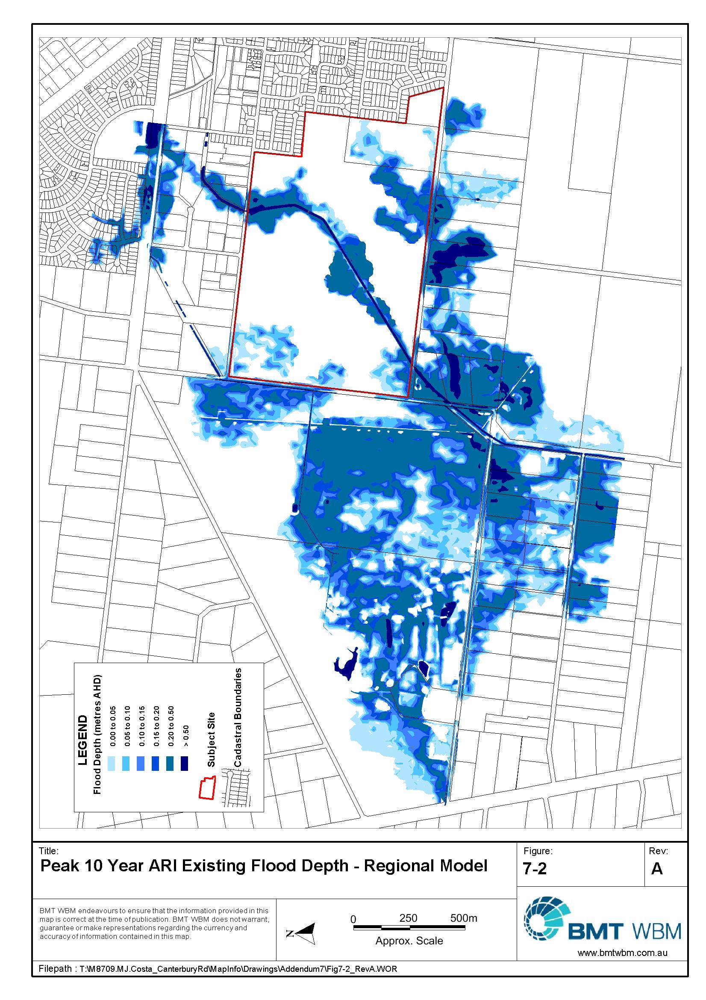 LEGEND
Flood Depth (metres AHD)
0.00 to 0.05
0.05 to 0.10
0.10 to 0.15
0.15 to 0.20
0.20 to 0.50
> 0.50
Subject Site
Cadastral Boundaries
Title:
Peak 10 Year ARI Existing Flood Depth - Regional Model
Figure:
7-2
Rev:
A
BMT WBM endeavours to ensure that the information provided in this
map is correct at the time of publication. BMT WBM does not warrant,
guarantee or make representations regarding the currency and
accuracy of information contained in this map.
N
0 250 500m
Approx. Scale
BMT WBM
www.bmtwbm.com.au
Filepath : T:\M8709.MJ.Costa_CanterburyRd\MapInfo\Drawings\Addendum7\Fig7-2_RevA.WOR